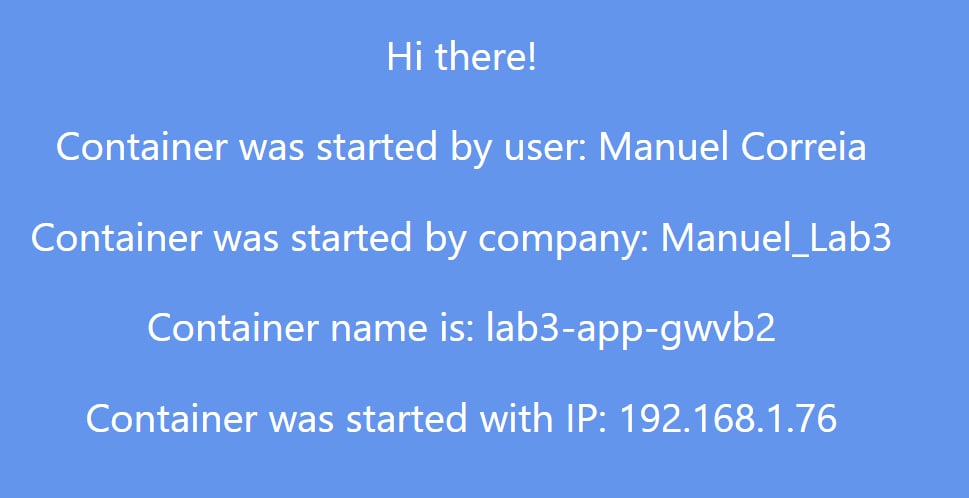 Hi there!
Container was started by user: Manuel Correia
Container was started by company: Manuel_Lab3
Container name is: lab3-app-gwvb2
Container was started with IP: 192.168.1.76